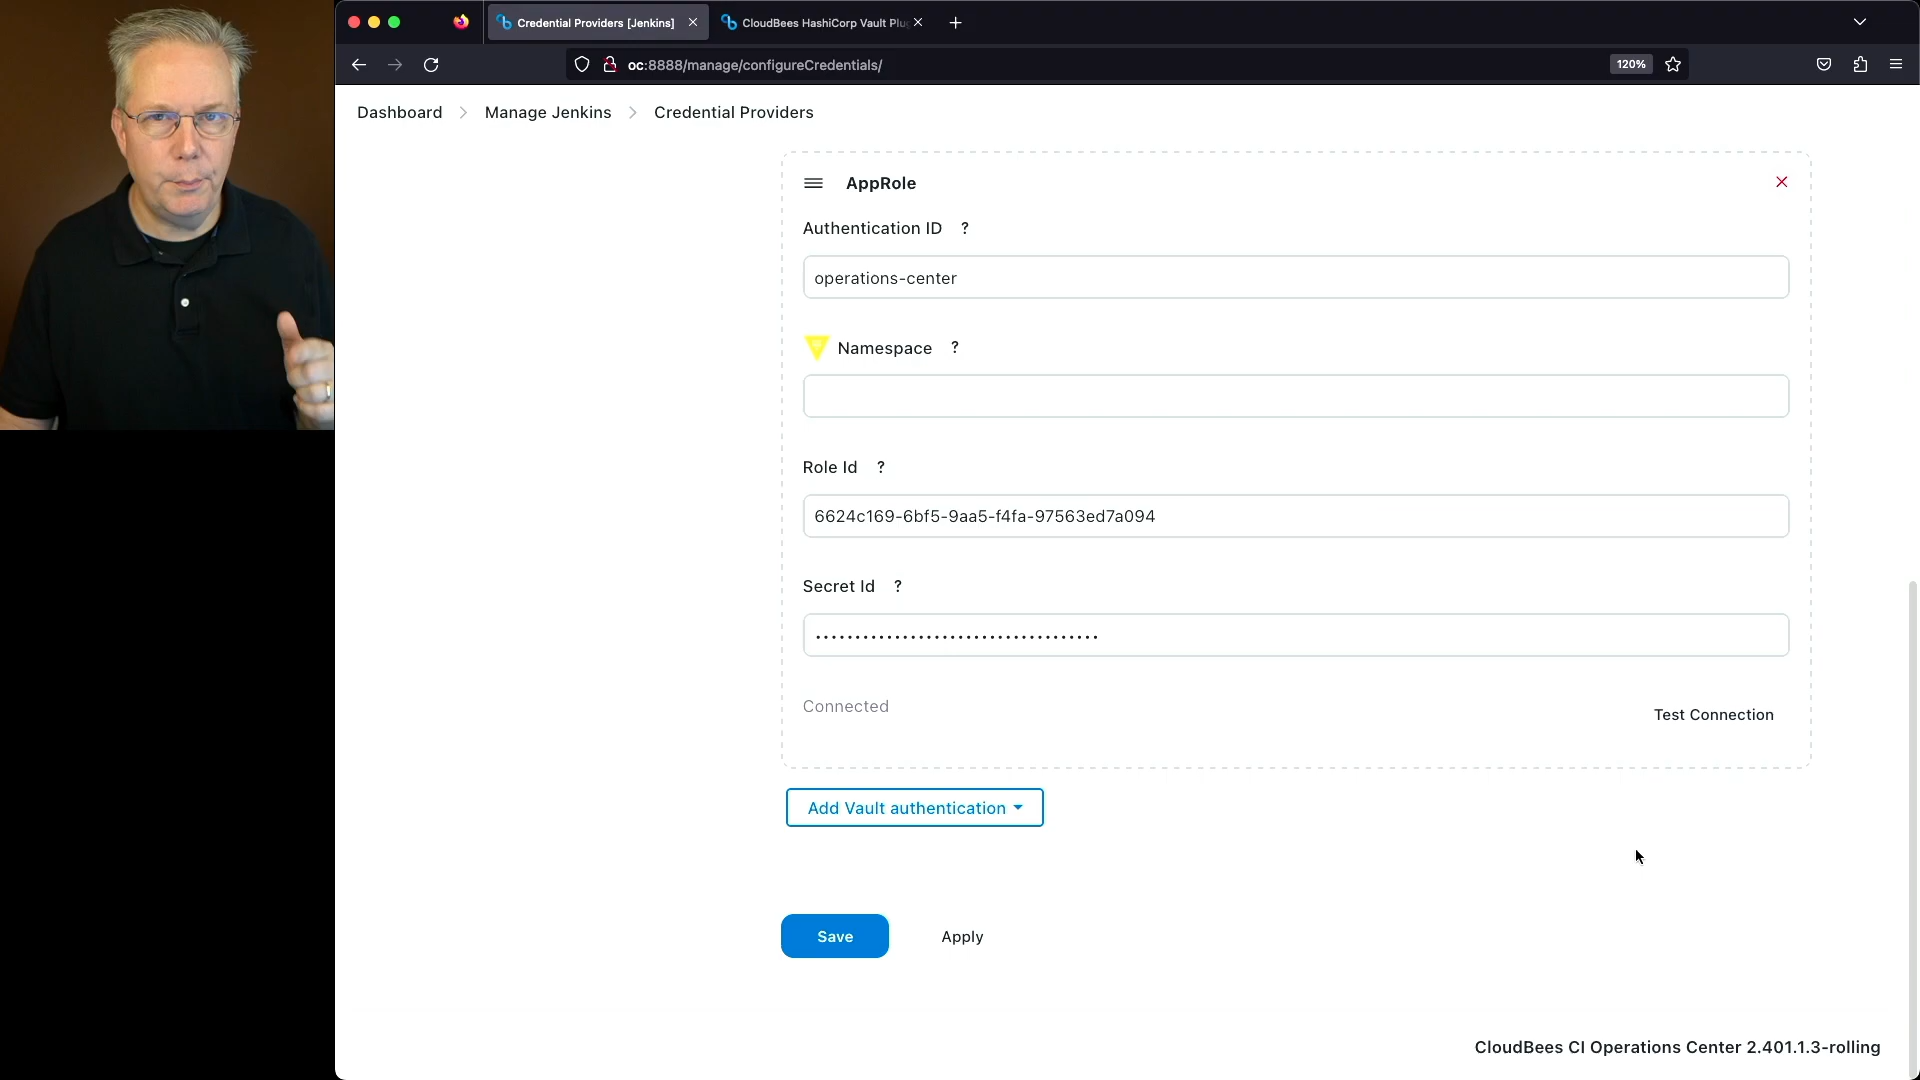 Credential Providers [Jenkins]
CloudBees HashiCorp Vault Plu
oc:8888/manage/configureCredentials/
120%
Dashboard
Manage Jenkins
Credential Providers
AppRole
Authentication ID ?
operations-center
Namespace ?
Role Id ?
6624c169-6bf5-9aa5-f4fa-97563ed7a094
Secret Id ?
••••••••••••••••••••••••••••••••••••
Connected
Test Connection
Add Vault authentication
Save
Apply
CloudBees CI Operations Center 2.401.1.3-rolling